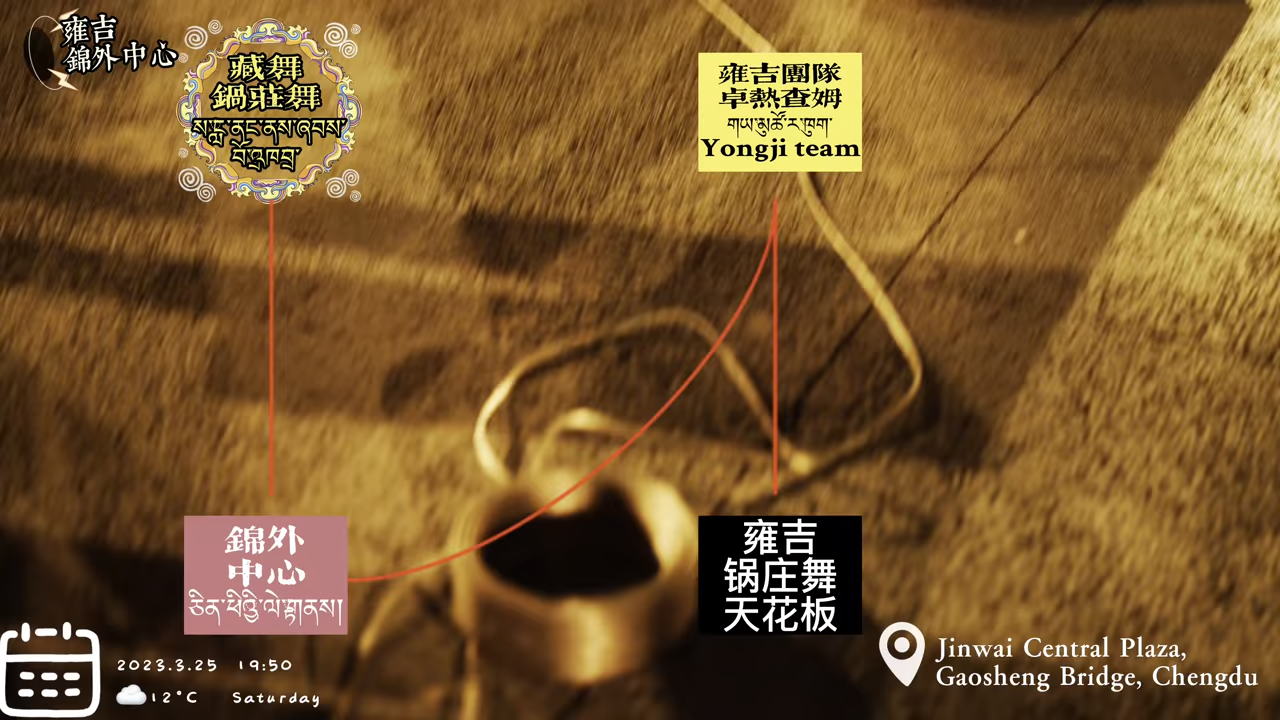 雍吉
錦外中心
藏舞
鍋莊舞
雍吉團隊
卓熱查姆
Yongji team
錦外
中心
雍吉
锅庄舞
天花板
2023.3.25 19:50
12°C Saturday
Jinwai Central Plaza,
Gaosheng Bridge, Chengdu